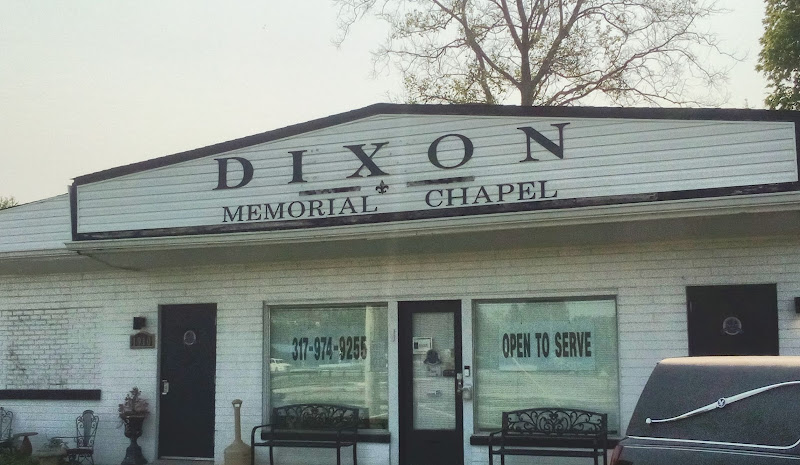 DIXON
MEMORIAL CHAPEL
317-974-9255
OPEN TO SERVE